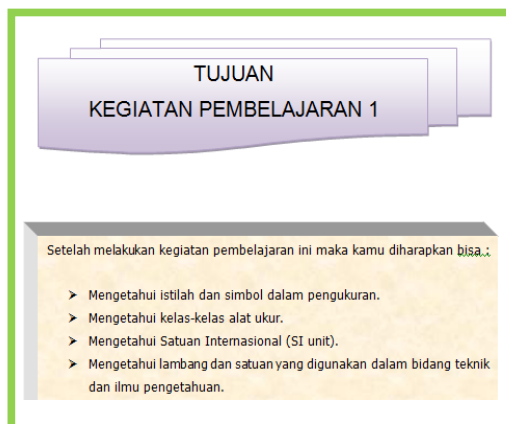 TUJUAN
KEGIATAN PEMBELAJARAN 1
Setelah melakukan kegiatan pembelajaran ini maka kamu diharapkan bisa :
➤ Mengetahui istilah dan simbol dalam pengukuran.
➤ Mengetahui kelas-kelas alat ukur.
➤ Mengetahui Satuan Internasional (SI unit).
➤ Mengetahui lambang dan satuan yang digunakan dalam bidang teknik
dan ilmu pengetahuan.